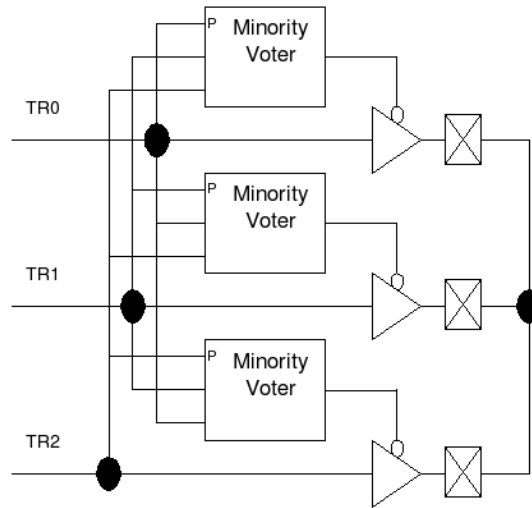 P Minority
Voter
TR0
P Minority
Voter
TR1
P Minority
Voter
TR2